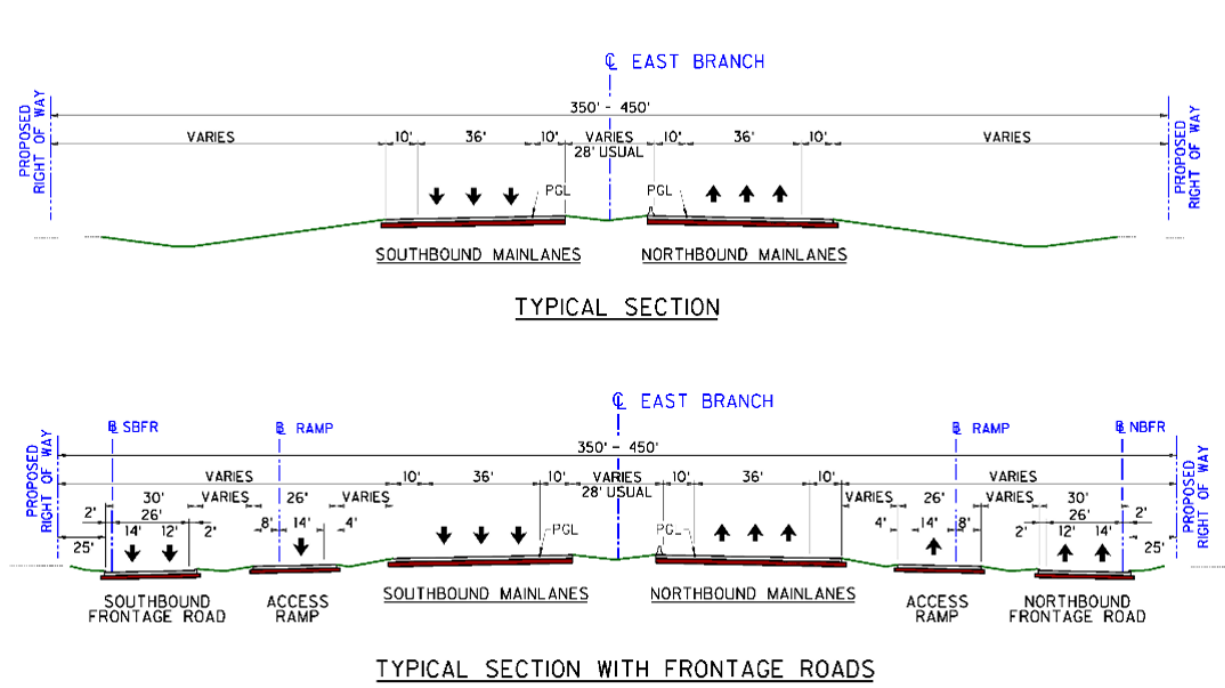 ℄ EAST BRANCH
PROPOSED
RIGHT OF WAY
350' - 450'
PROPOSED
RIGHT OF WAY
VARIES 10' 36' 10' VARIES 10' 36' 10' VARIES
28' USUAL
PGL PGL
SOUTHBOUND MAINLANES NORTHBOUND MAINLANES
TYPICAL SECTION
℄ EAST BRANCH
PROPOSED
RIGHT OF WAY
B SBFR B RAMP B RAMP B NBFR
350' - 450'
PROPOSED
RIGHT OF WAY
VARIES 10' 36' 10' VARIES 10' 36' 10' VARIES
28' USUAL
30' VARIES 26' VARIES VARIES 26' VARIES 30'
2' 26' 26' 2'
14' 12' 2' 8' 14' 4' 4' 14' 8' 2' 12' 14'
25' 25'
PGL PGL
SOUTHBOUND
FRONTAGE ROAD
ACCESS
RAMP
SOUTHBOUND MAINLANES NORTHBOUND MAINLANES
ACCESS
RAMP
NORTHBOUND
FRONTAGE ROAD
TYPICAL SECTION WITH FRONTAGE ROADS